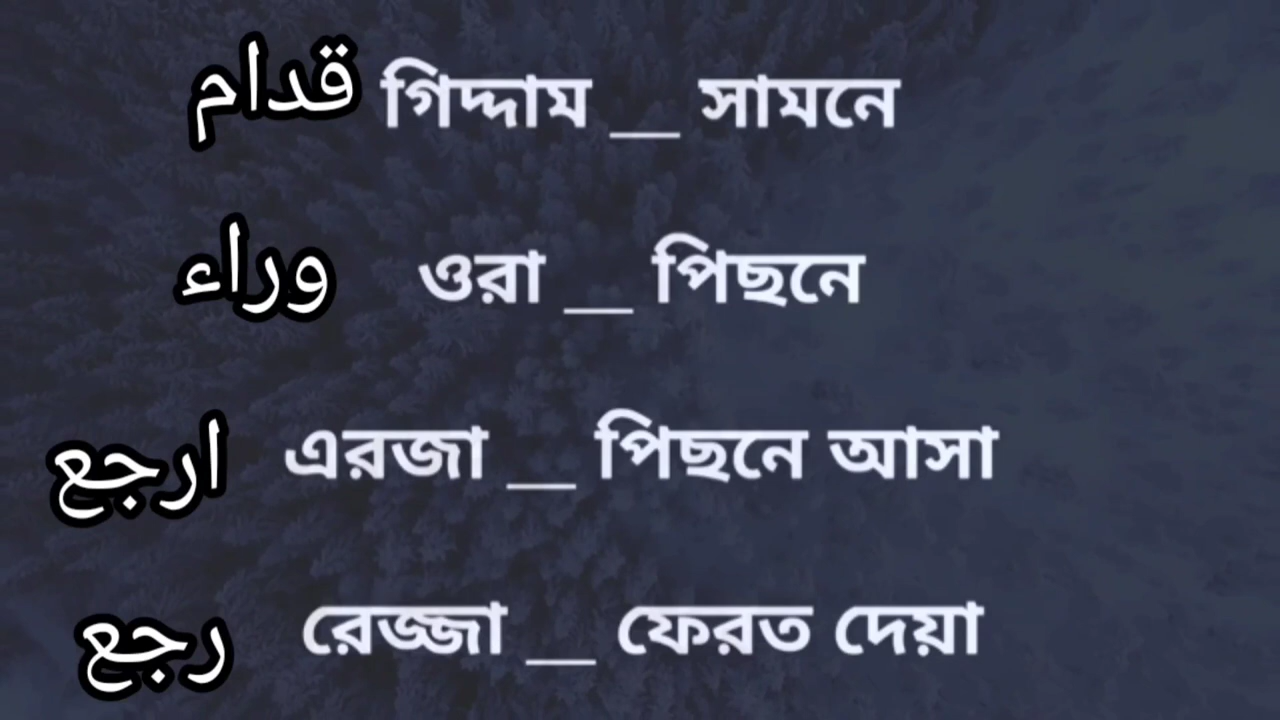 قدام গিদ্দাম __ সামনে
وراء ওরা __ পিছনে
ارجع এরজা __ পিছনে আসা
رجع রেজ্জা __ ফেরত দেয়া